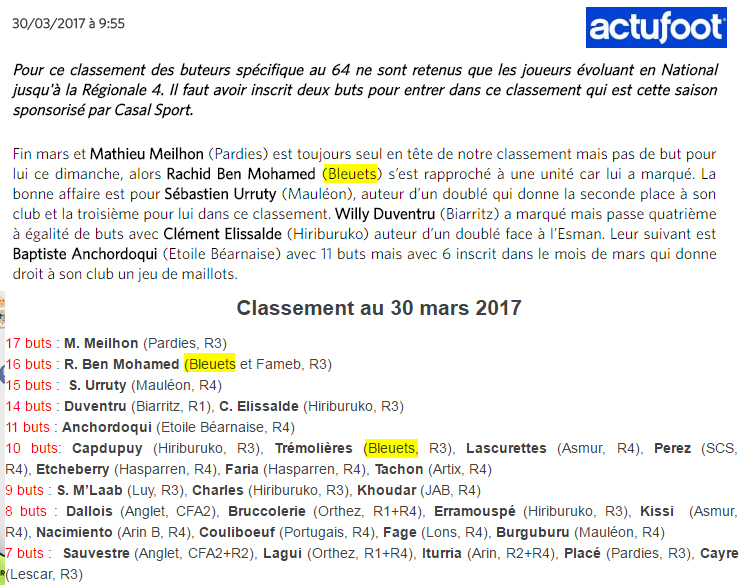 30/03/2017 à 9:55
actufoot
Pour ce classement des buteurs spécifique au 64 ne sont retenus que les joueurs évoluant en National
jusqu'à la Régionale 4. Il faut avoir inscrit deux buts pour entrer dans ce classement qui est cette saison
sponsorisé par Casal Sport.
Fin mars et Mathieu Meilhon (Pardies) est toujours seul en tête de notre classement mais pas de but pour
lui ce dimanche, alors Rachid Ben Mohamed (Bleuets) s'est rapproché à une unité car lui a marqué. La
bonne affaire est pour Sébastien Urruty (Mauléon), auteur d'un doublé qui donne la seconde place à son
club et la troisième pour lui dans ce classement. Willy Duventru (Biarritz) a marqué mais passe quatrième
à égalité de buts avec Clément Elissalde (Hiriburuko) auteur d'un doublé face à l'Esman. Leur suivant est
Baptiste Anchordoqui (Etoile Béarnaise) avec 11 buts mais avec 6 inscrit dans le mois de mars qui donne
droit à son club un jeu de maillots.
Classement au 30 mars 2017
17 buts : M. Meilhon (Pardies, R3)
16 buts : R. Ben Mohamed (Bleuets et Fameb, R3)
15 buts : S. Urruty (Mauléon, R4)
14 buts : Duventru (Biarritz, R1), C. Elissalde (Hiriburuko, R3)
11 buts : Anchordoqui (Etoile Béarnaise, R4)
10 buts: Capdupuy (Hiriburuko, R3), Trémolières (Bleuets, R3), Lascurettes (Asmur, R4), Perez (SCS,
R4), Etcheberry (Hasparren, R4), Faria (Hasparren, R4), Tachon (Artix, R4)
9 buts : S. M'Laab (Luy, R3), Charles (Hiriburuko, R3), Khoudar (JAB, R4)
8 buts : Dallois (Anglet, CFA2), Bruccolerie (Orthez, R1+R4), Erramouspé (Hiriburuko, R3), Kissi (Asmur,
R4), Nacimiento (Arin B, R4), Couliboeuf (Portugais, R4), Fage (Lons, R4), Burguburu (Mauléon, R4)
7 buts : Sauvestre (Anglet, CFA2+R2), Lagui (Orthez, R1+R4), Iturria (Arin, R2+R4), Placé (Pardies, R3), Cayre
(Lescar, R3)